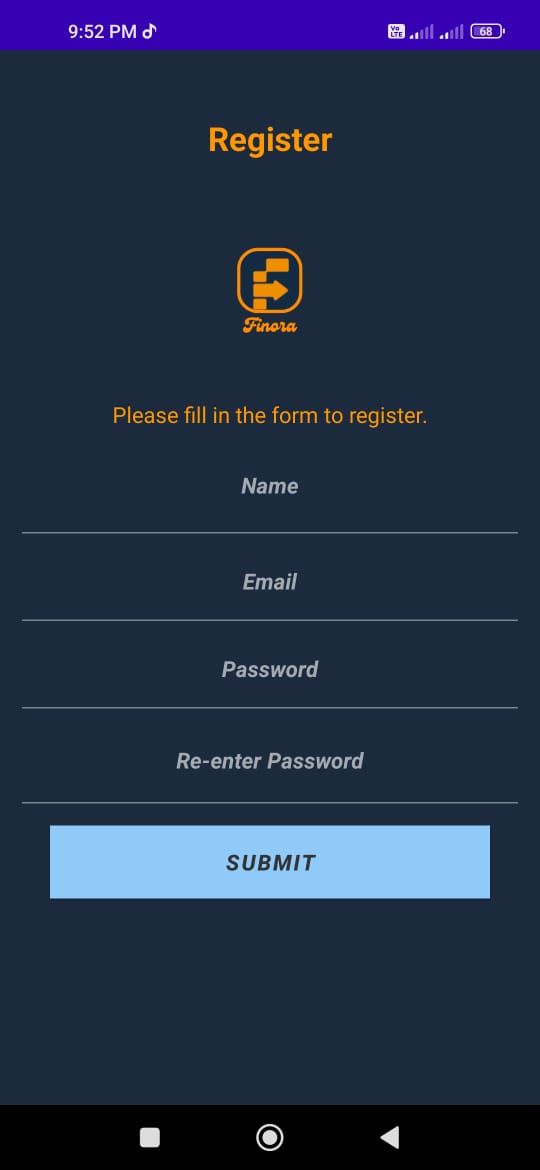 9:52 PM
Vo LTE
68
Register
Finora
Please fill in the form to register.
Name
Email
Password
Re-enter Password
SUBMIT